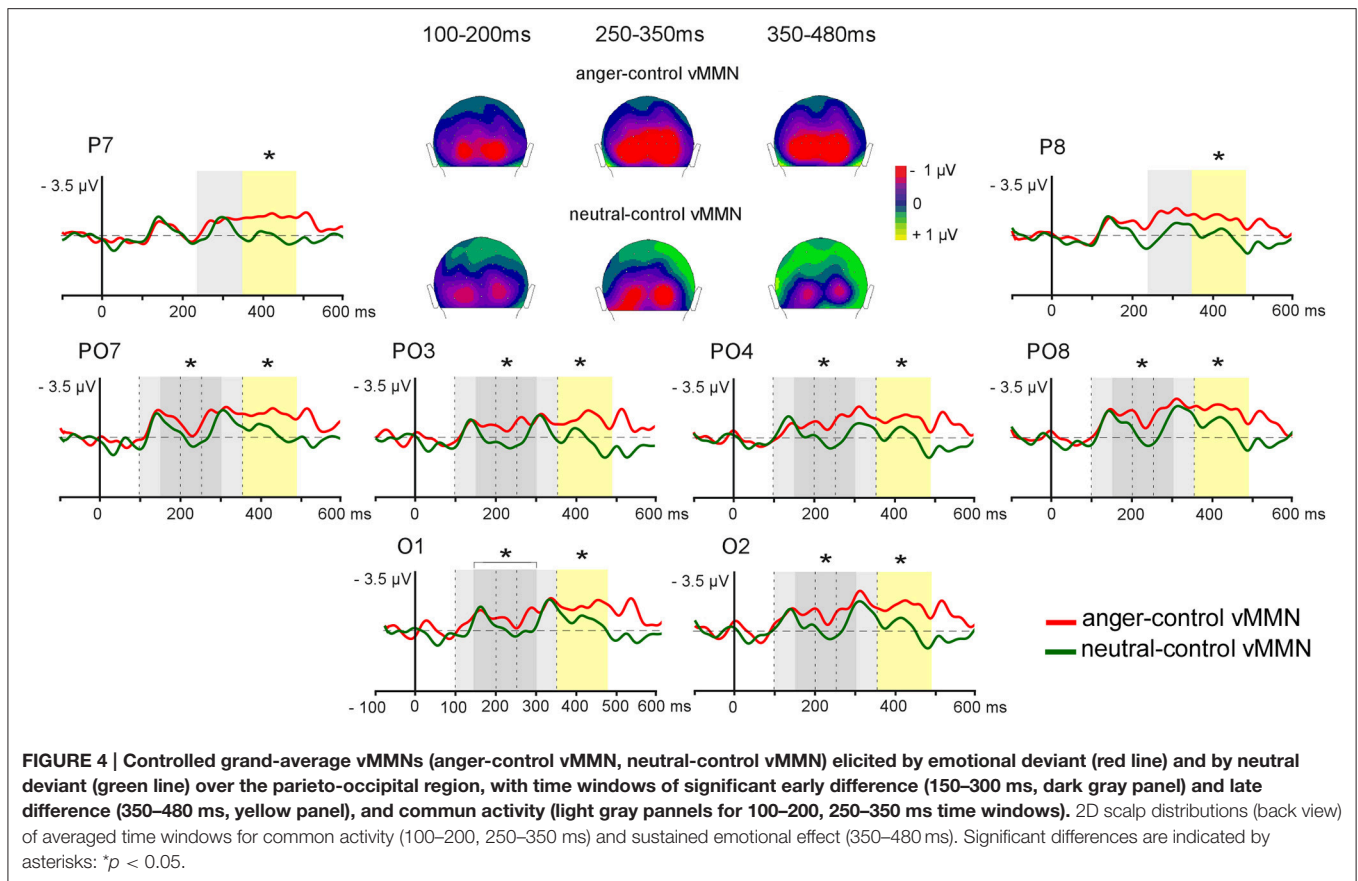 100-200ms 250-350ms 350-480ms
anger-control vMMN
P7
*
- 3.5 µV
0 200 400 600 ms
- 1 µV
0
+ 1 µV
neutral-control vMMN
P8
*
- 3.5 µV
0 200 400 600 ms
PO7
* *
- 3.5 µV
0 200 400 600 ms
PO3
* *
- 3.5 µV
0 200 400 600 ms
PO4
* *
- 3.5 µV
0 200 400 600 ms
PO8
* *
- 3.5 µV
0 200 400 600 ms
O1
* *
- 3.5 µV
- 100 0 100 200 300 400 500 600 ms
O2
* *
- 3.5 µV
0 200 400 600 ms
anger-control vMMN
neutral-control vMMN
FIGURE 4 | Controlled grand-average vMMNs (anger-control vMMN, neutral-control vMMN) elicited by emotional deviant (red line) and by neutral
deviant (green line) over the parieto-occipital region, with time windows of significant early difference (150–300 ms, dark gray panel) and late
difference (350–480 ms, yellow panel), and commun activity (light gray pannels for 100–200, 250–350 ms time windows). 2D scalp distributions (back view)
of averaged time windows for common activity (100–200, 250–350 ms) and sustained emotional effect (350–480 ms). Significant differences are indicated by
asterisks: *p < 0.05.